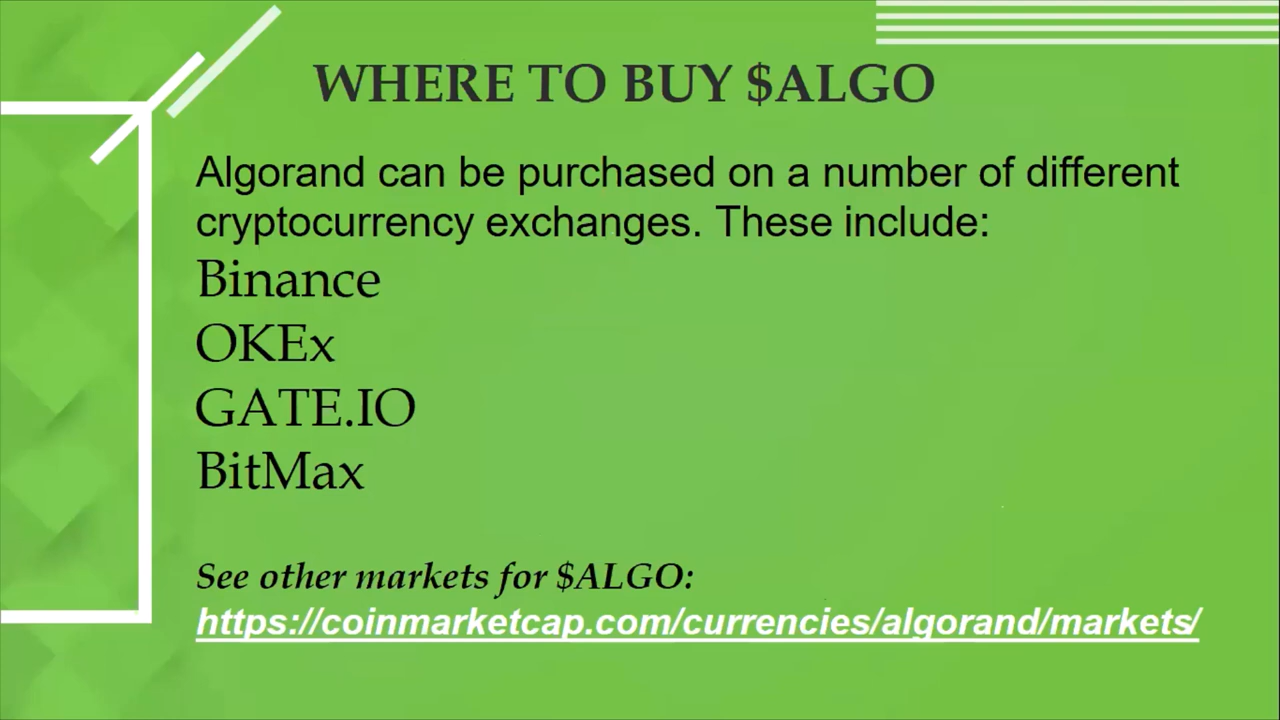 WHERE TO BUY $ALGO
Algorand can be purchased on a number of different
cryptocurrency exchanges. These include:
Binance
OKEx
GATE.IO
BitMax
See other markets for $ALGO:
https://coinmarketcap.com/currencies/algorand/markets/